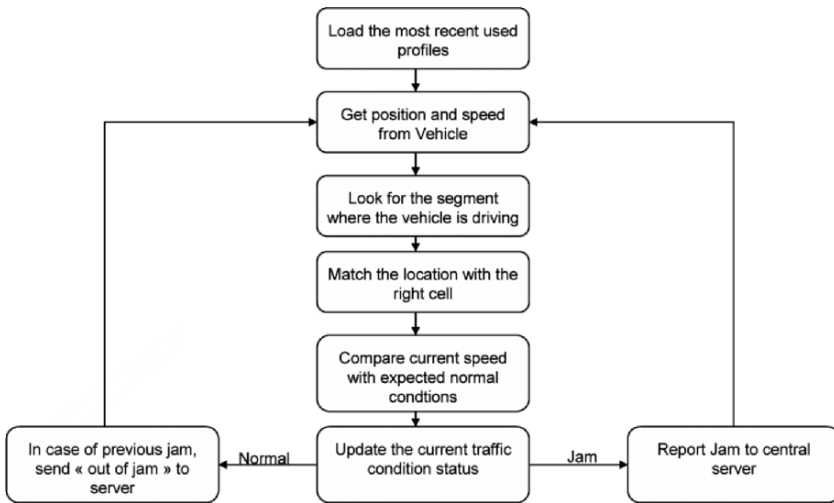 Load the most recent used
profiles
Get position and speed
from Vehicle
Look for the segment
where the vehicle is driving
Match the location with the
right cell
Compare current speed
with expected normal
condtions
In case of previous jam,
send « out of jam » to
server
Normal
Update the current traffic
condition status
Jam
Report Jam to central
server